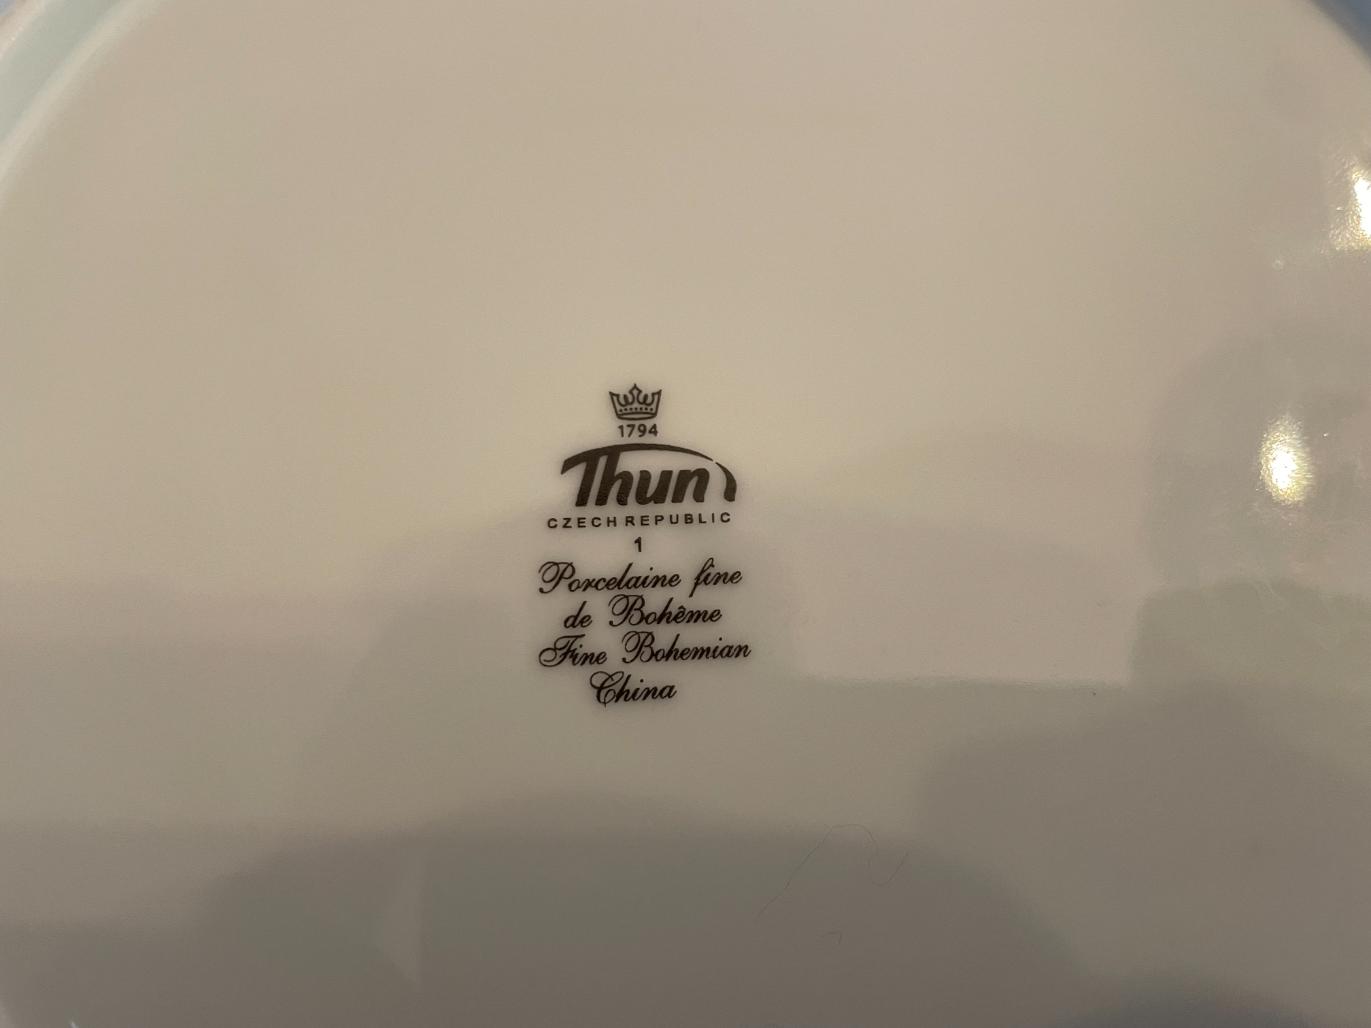 1794
Thun
CZECH REPUBLIC
1
Porcelaine fine
de Bohême
Fine Bohemian
China